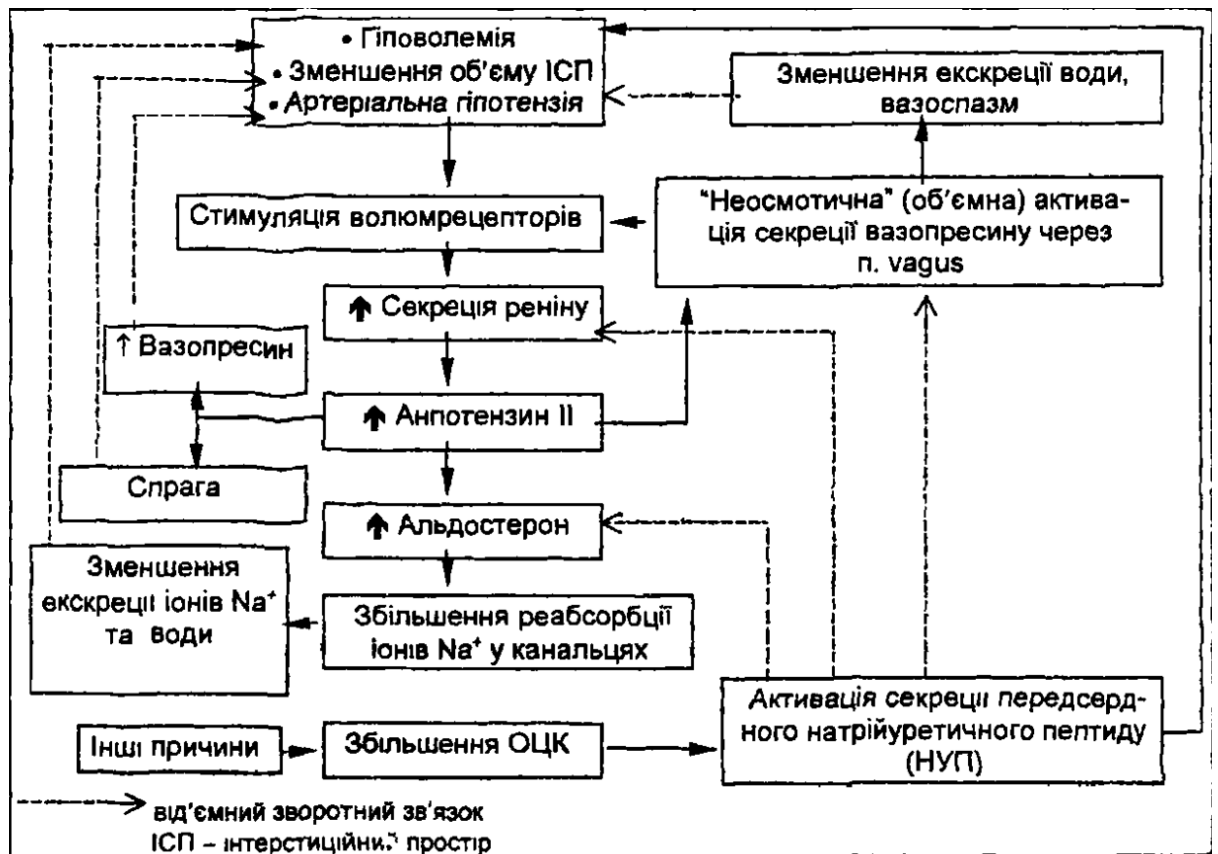 • Гіповолемія
• Зменшення об'єму ІСП
• Артеріальна гіпотензія
Зменшення екскреції води,
вазоспазм
Стимуляція волюмрецепторів
"Неосмотична" (об'ємна) актива-
ція секреції вазопресину через
п. vagus
↑ Секреція реніну
↑ Вазопресин
↑ Анпотензин II
Спрага
↑ Альдостерон
Зменшення
екскреції іонів Na⁺
та води
Збільшення реабсорбції
іонів Na⁺ у канальцях
Активація секреції передсерд-
ного натрійуретичного пептиду
(НУП)
Інші причини
Збільшення ОЦК
від'ємний зворотний зв'язок
ІСП – інтерстиційний простір